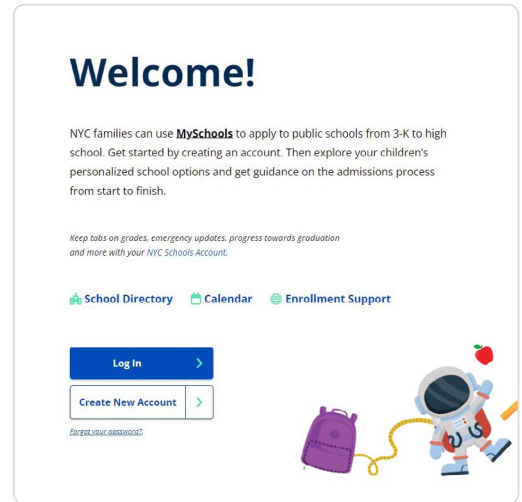 Welcome!
NYC families can use MySchools to apply to public schools from 3-K to high
school. Get started by creating an account. Then explore your children's
personalized school options and get guidance on the admissions process
from start to finish.
Keep tabs on grades, emergency updates, progress towards graduation
and more with your NYC Schools Account.
School Directory Calendar Enrollment Support
Log In
Create New Account
Forgot your password?.